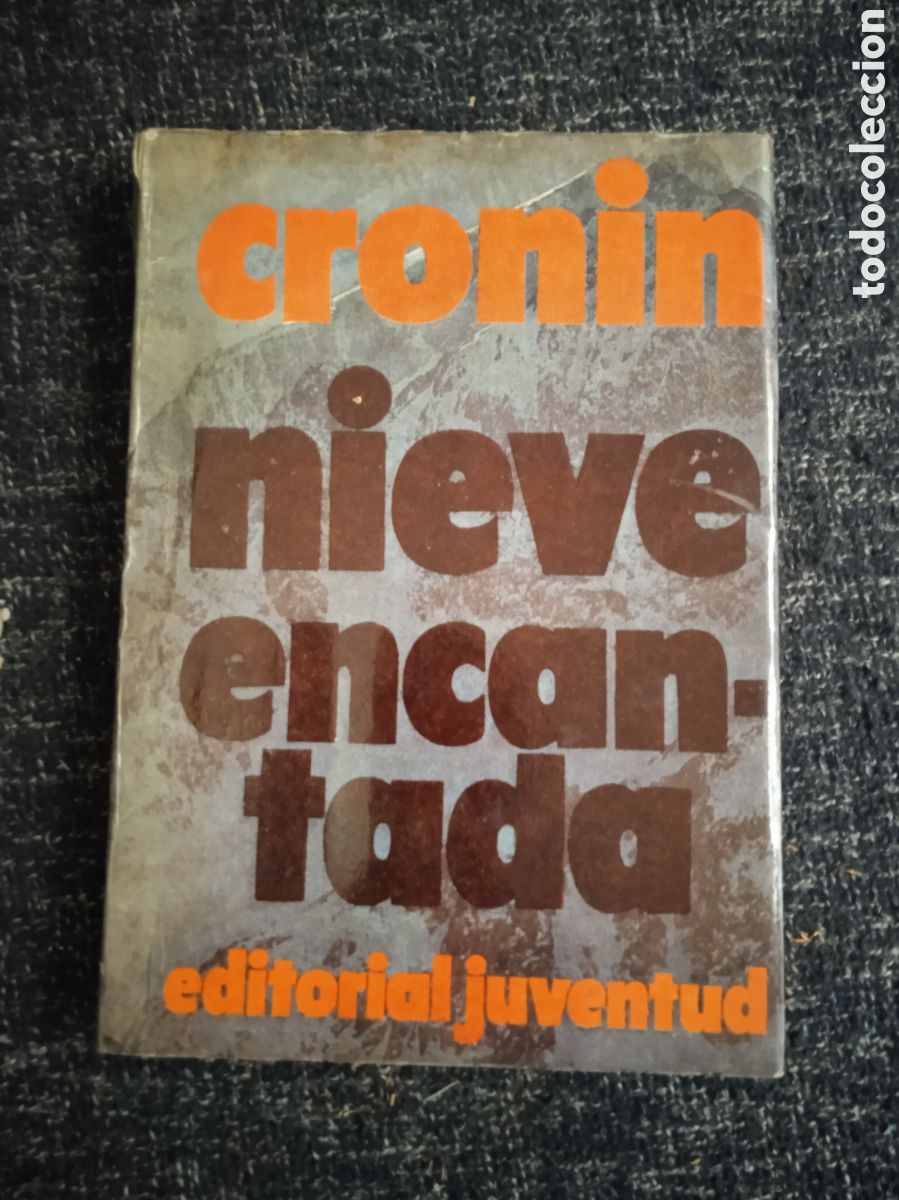 cronin
nieve
encan-
tada
editorial juventud
todocoleccion